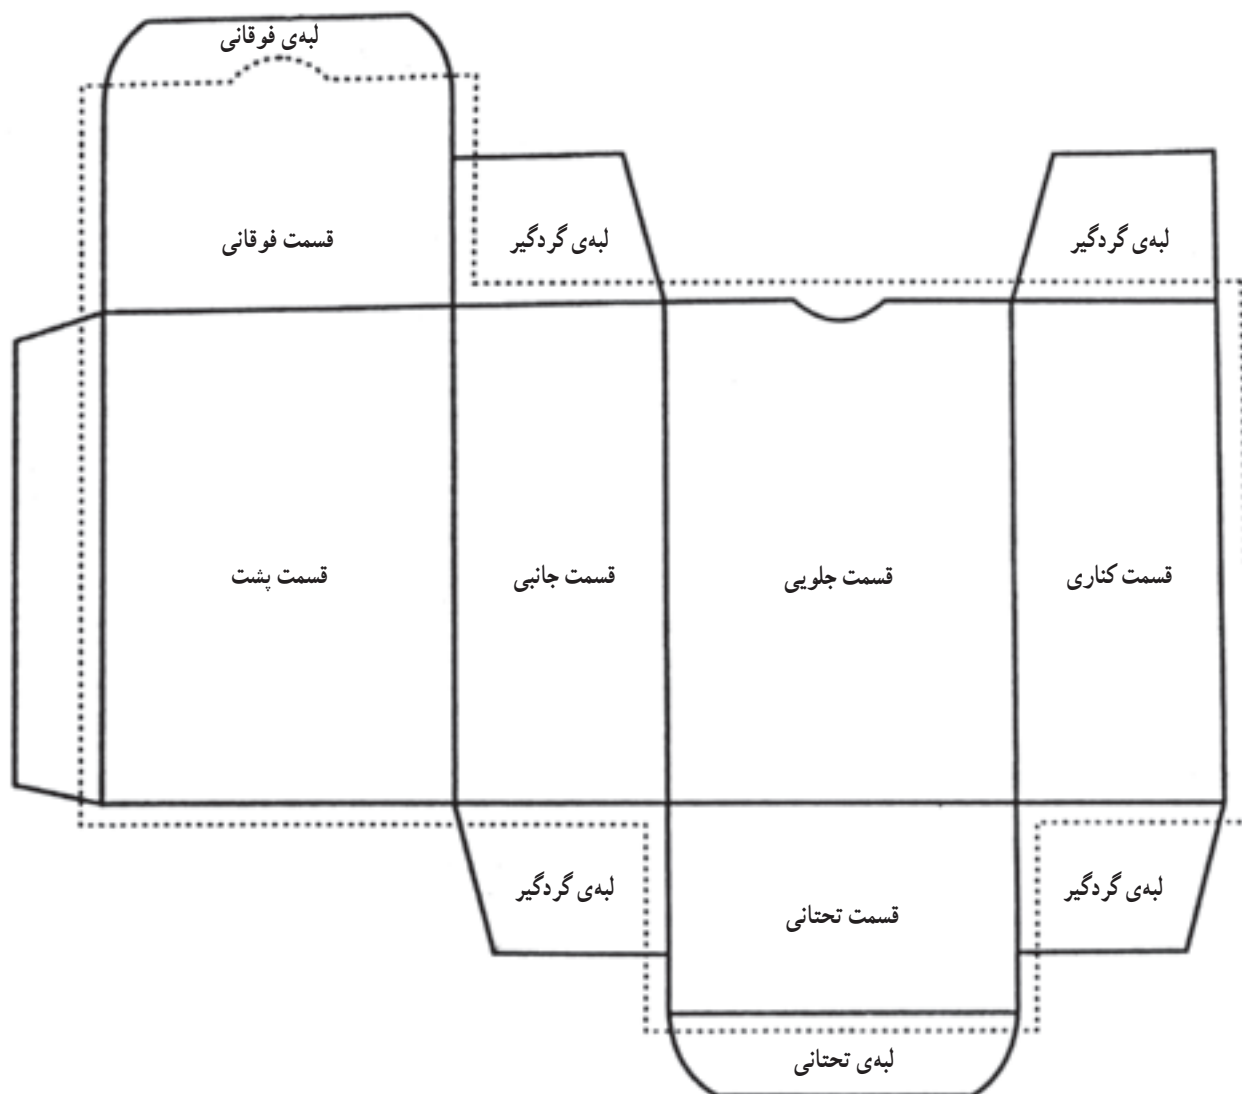 لبه‌ی فوقانی
قسمت فوقانی
لبه‌ی گردگیر
لبه‌ی گردگیر
قسمت کناری
قسمت جلویی
قسمت جانبی
قسمت پشت
لبه‌ی گردگیر
قسمت تحتانی
لبه‌ی گردگیر
لبه‌ی تحتانی